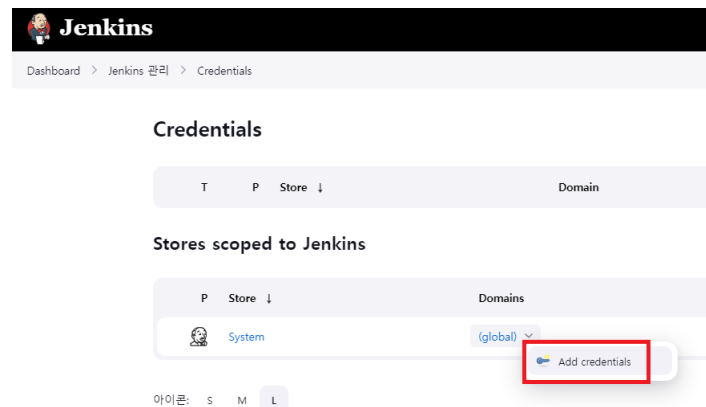 Jenkins
Dashboard > Jenkins 관리 > Credentials
Credentials
T P Store ↓ Domain
Stores scoped to Jenkins
P Store ↓ Domains
System (global)
Add credentials
아이콘: S M L